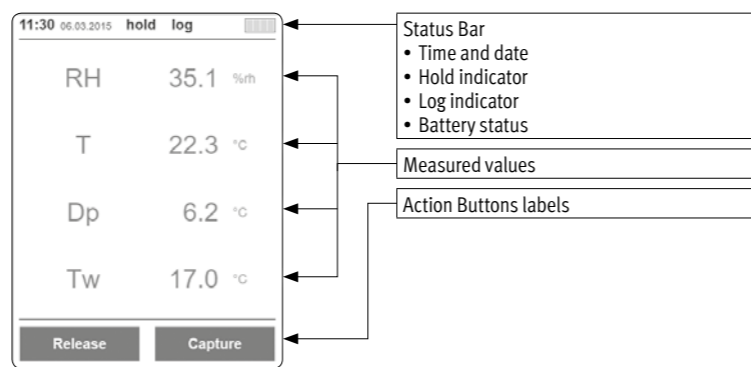 11:30 06.03.2015 hold log
RH 35.1 %rh
T 22.3 °C
Dp 6.2 °C
Tw 17.0 °C
Release Capture
Status Bar
• Time and date
• Hold indicator
• Log indicator
• Battery status
Measured values
Action Buttons labels